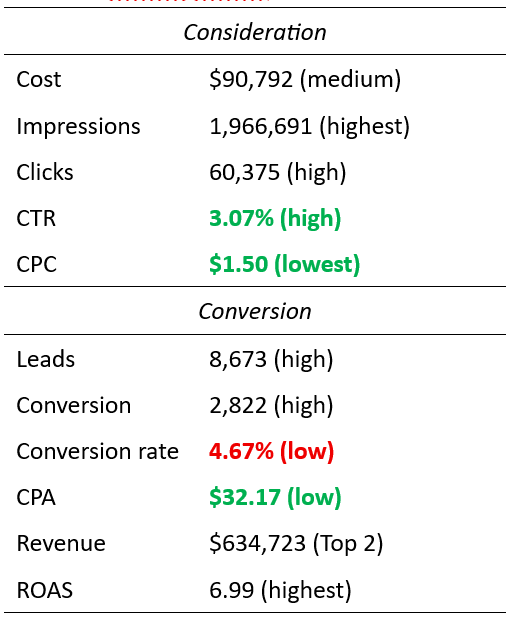 Consideration
Cost $90,792 (medium)
Impressions 1,966,691 (highest)
Clicks 60,375 (high)
CTR 3.07% (high)
CPC $1.50 (lowest)
Conversion
Leads 8,673 (high)
Conversion 2,822 (high)
Conversion rate 4.67% (low)
CPA $32.17 (low)
Revenue $634,723 (Top 2)
ROAS 6.99 (highest)